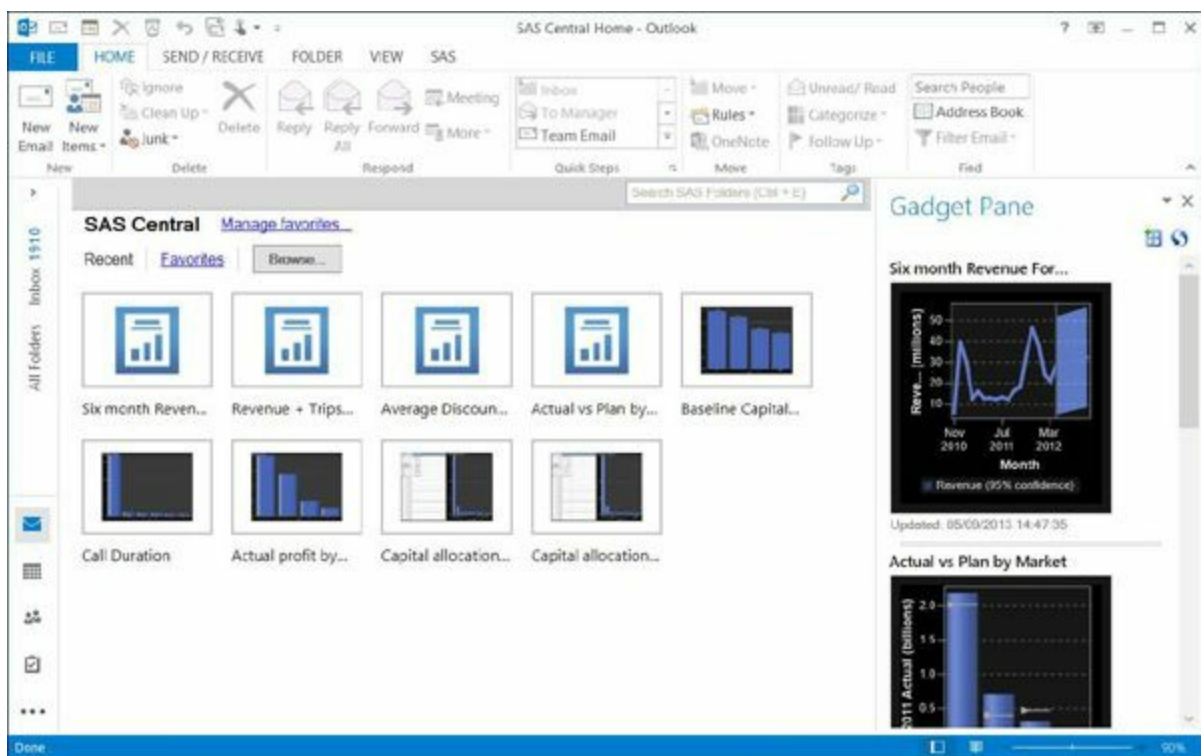 SAS Central Home - Outlook
FILE HOME SEND / RECEIVE FOLDER VIEW SAS
New Email
New Items
Ignore
Clean Up
Junk
Delete
Reply
Reply All
Forward
Meeting
More
Inbox
To Manager
Team Email
Move
Rules
OneNote
Unread/ Read
Categorize
Follow Up
Search People
Address Book
Filter Email
New Delete Respond Quick Steps Move Tags Find
Search SAS Folders (Ctrl + E)
All Folders Inbox 1910
SAS Central Manage favorites...
Recent Favorites Browse...
Six month Reven... Revenue + Trips... Average Discoun... Actual vs Plan by... Baseline Capital...
Call Duration Actual profit by... Capital allocation... Capital allocation...
Gadget Pane
Six month Revenue For...
Reve... (millions)
50
40
30
20
10
Nov 2010
Jul 2011
Mar 2012
Month
Revenue (95% confidence)
Updated: 05/09/2013 14:47:35
Actual vs Plan by Market
2011 Actual (billions)
2.0
1.5
1.0
0.5
Done
90%